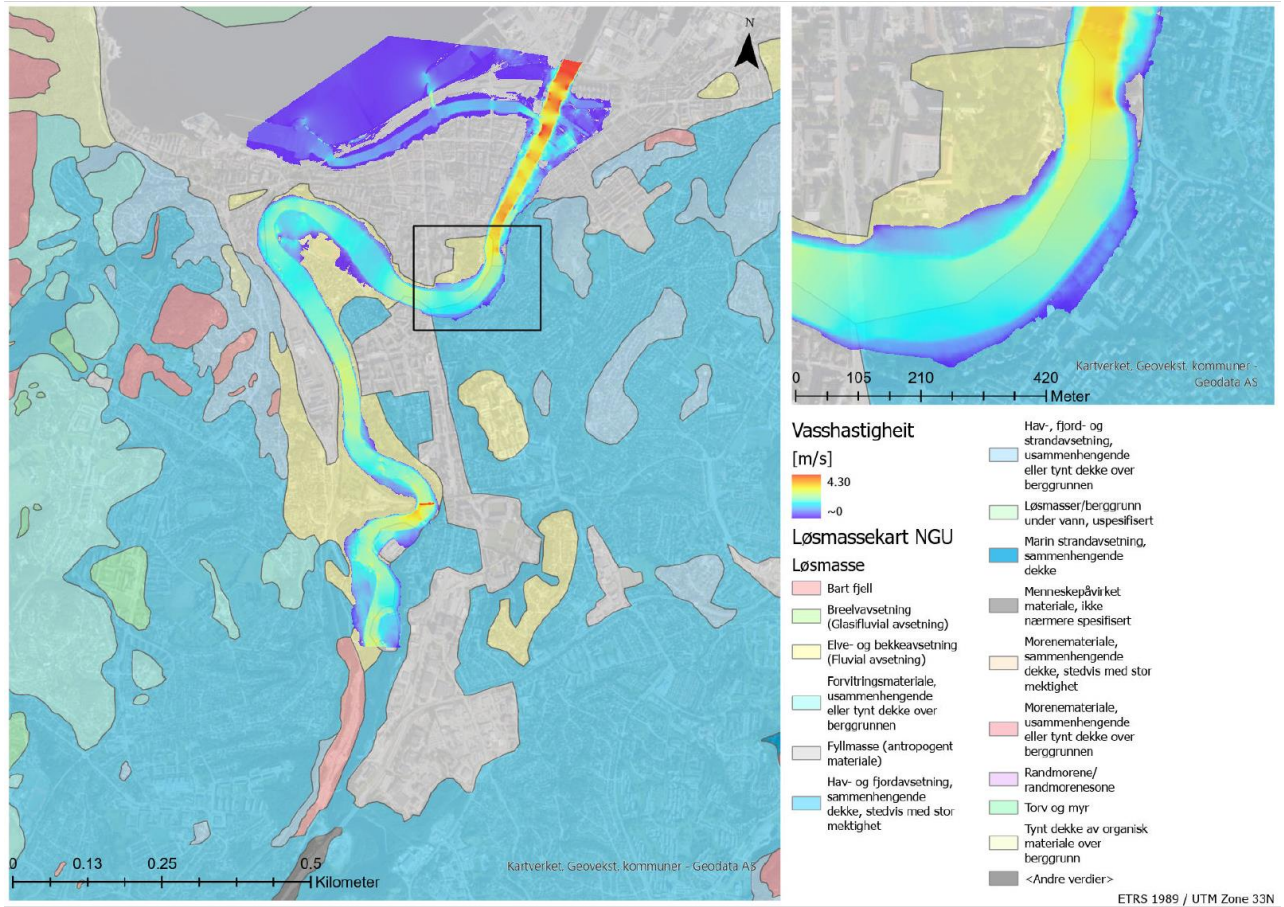 N
0
0.13
0.25
0.5
Kilometer
Kartverket, Geovekst, kommuner - Geodata AS
Kartverket, Geovekst, kommuner -
Geodata AS
0
105
210
420
Meter
Vasshastigheit
[m/s]
4.30
~0
Løsmassekart NGU
Løsmasse
Bart fjell
Breelvavsetning
(Glasifluvial avsetning)
Elve- og bekkeavsetning
(Fluvial avsetning)
Forvitringsmateriale,
usammenhengende
eller tynt dekke over
berggrunnen
Fyllmasse (antropogent
materiale)
Hav- og fjordavsetning,
sammenhengende
dekke, stedvis med stor
mektighet
Hav-, fjord- og
strandavsetning,
usammenhengende
eller tynt dekke over
berggrunnen
Løsmasser/berggrunn
under vann, uspesifisert
Marin strandavsetning,
sammenhengende
dekke
Menneskepåvirket
materiale, ikke
nærmere spesifisert
Morenemateriale,
sammenhengende
dekke, stedvis med stor
mektighet
Morenemateriale,
usammenhengende
eller tynt dekke over
berggrunnen
Randmorene/
randmorenesone
Torv og myr
Tynt dekke av organisk
materiale over
berggrunn
<Andre verdier>
ETRS 1989 / UTM Zone 33N